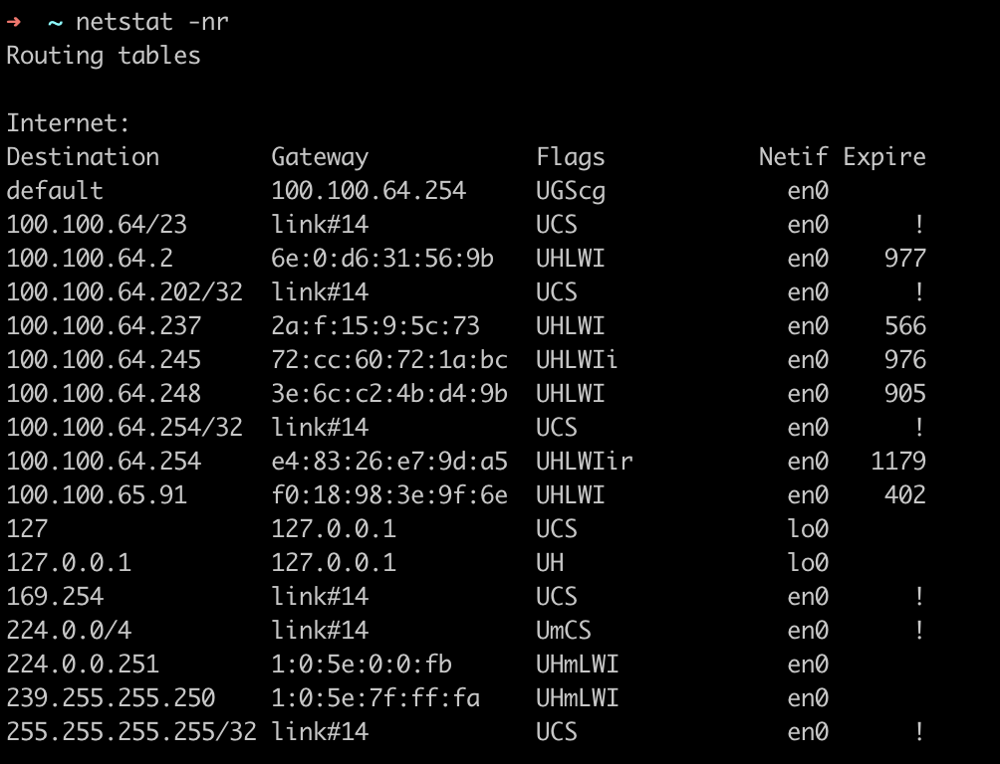 ➜  ~ netstat -nr
Routing tables

Internet:
Destination        Gateway            Flags           Netif Expire
default            100.100.64.254     UGScg             en0
100.100.64/23      link#14            UCS               en0      !
100.100.64.2       6e:0:d6:31:56:9b   UHLWI             en0    977
100.100.64.202/32  link#14            UCS               en0      !
100.100.64.237     2a:f:15:9:5c:73    UHLWI             en0    566
100.100.64.245     72:cc:60:72:1a:bc  UHLWIi            en0    976
100.100.64.248     3e:6c:c2:4b:d4:9b  UHLWI             en0    905
100.100.64.254/32  link#14            UCS               en0      !
100.100.64.254     e4:83:26:e7:9d:a5  UHLWIir           en0   1179
100.100.65.91      f0:18:98:3e:9f:6e  UHLWI             en0    402
127                127.0.0.1          UCS               lo0
127.0.0.1          127.0.0.1          UH                lo0
169.254            link#14            UCS               en0      !
224.0.0/4          link#14            UmCS              en0      !
224.0.0.251        1:0:5e:0:0:fb      UHmLWI            en0
239.255.255.250    1:0:5e:7f:ff:fa    UHmLWI            en0
255.255.255.255/32 link#14            UCS               en0      !